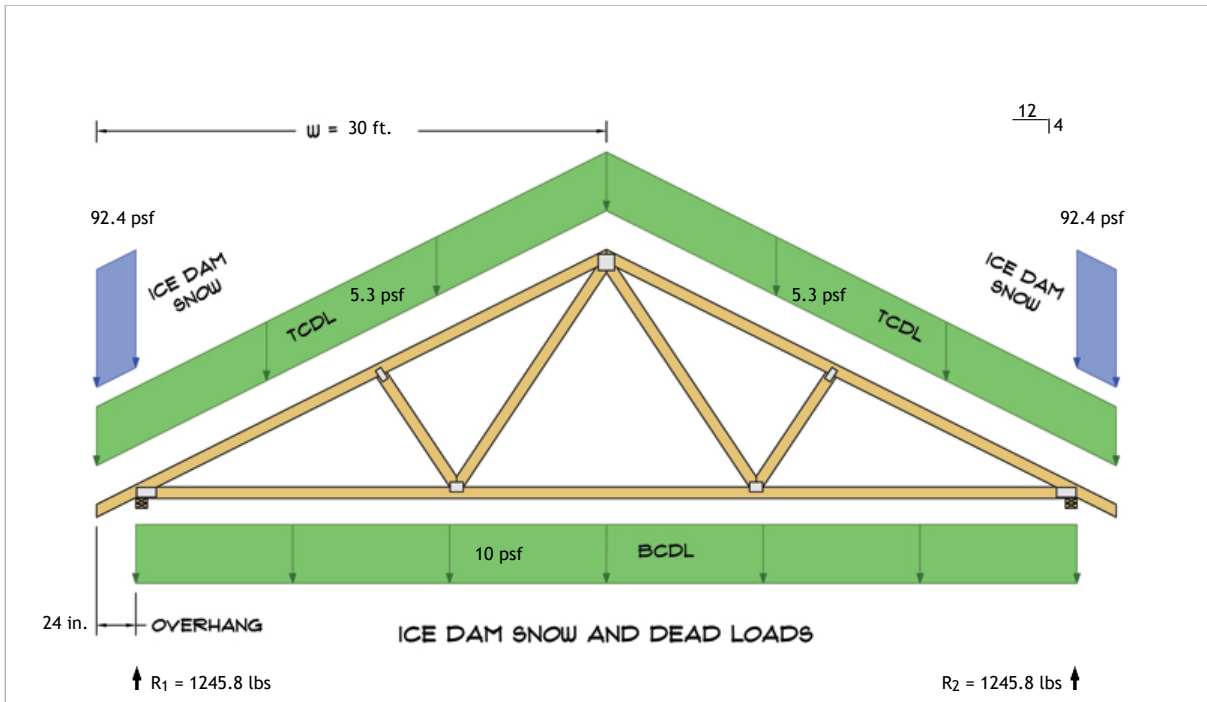 W = 30 ft.
12
4
92.4 psf
92.4 psf
ICE DAM
SNOW
ICE DAM
SNOW
5.3 psf
5.3 psf
TCDL
TCDL
10 psf
BCDL
24 in.
OVERHANG
ICE DAM SNOW AND DEAD LOADS
R1 = 1245.8 lbs
R2 = 1245.8 lbs